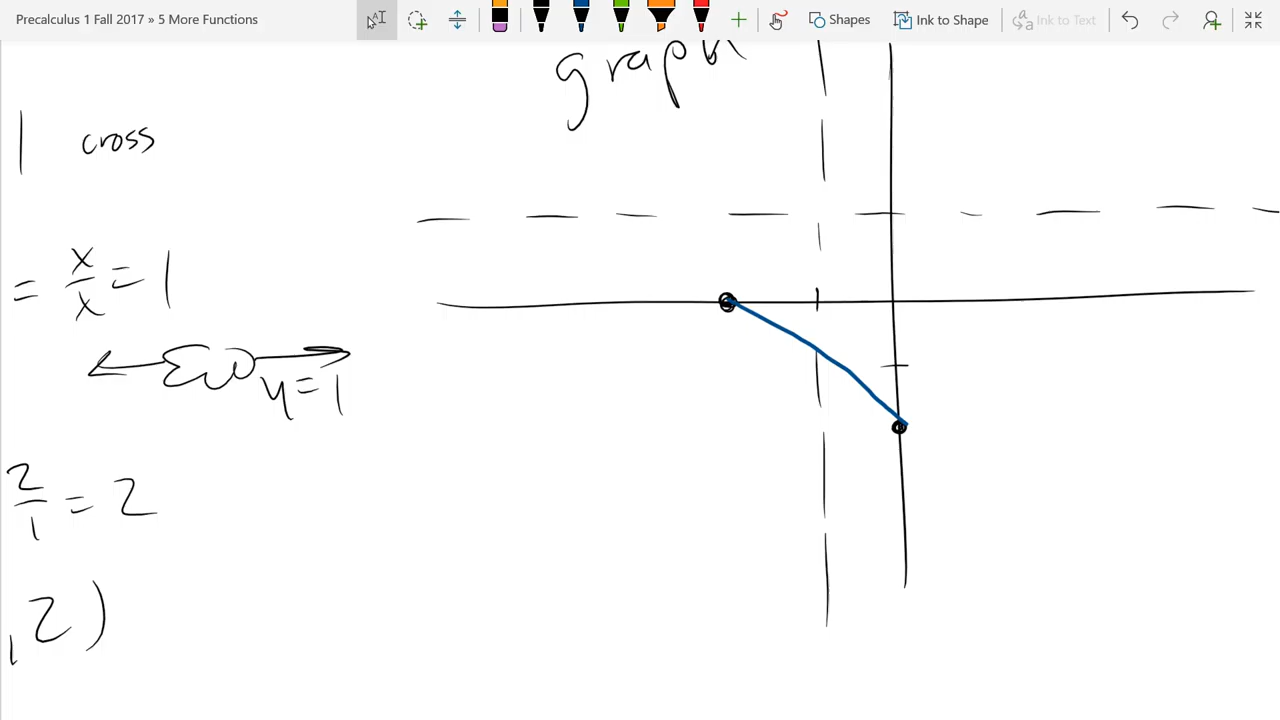 Precalculus 1 Fall 2017 » 5 More Functions
Shapes
Ink to Shape
Ink to Text
graph
1 cross
= x/x = 1
y = 1
2/1 = 2
, 2)